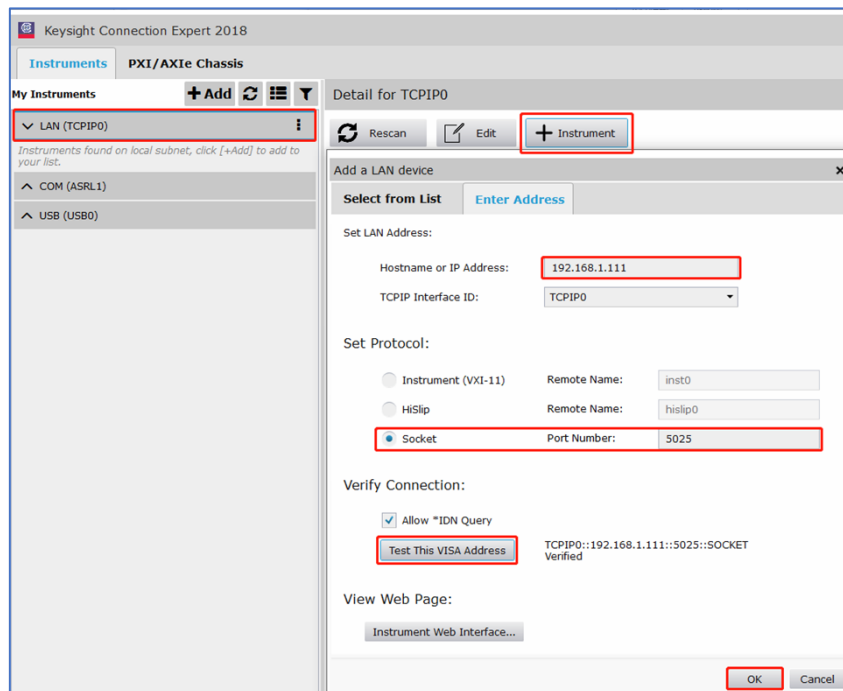 Keysight Connection Expert 2018
Instruments
PXI/AXIe Chassis
My Instruments
Add
LAN (TCPIP0)
Instruments found on local subnet, click [+Add] to add to
your list.
COM (ASRL1)
USB (USB0)
Detail for TCPIP0
Rescan
Edit
Instrument
Add a LAN device
Select from List
Enter Address
Set LAN Address:
Hostname or IP Address: 192.168.1.111
TCPIP Interface ID: TCPIP0
Set Protocol:
Instrument (VXI-11) Remote Name: inst0
HiSlip Remote Name: hislip0
Socket Port Number: 5025
Verify Connection:
Allow *IDN Query
Test This VISA Address
TCPIP0::192.168.1.111::5025::SOCKET
Verified
View Web Page:
Instrument Web Interface...
OK Cancel